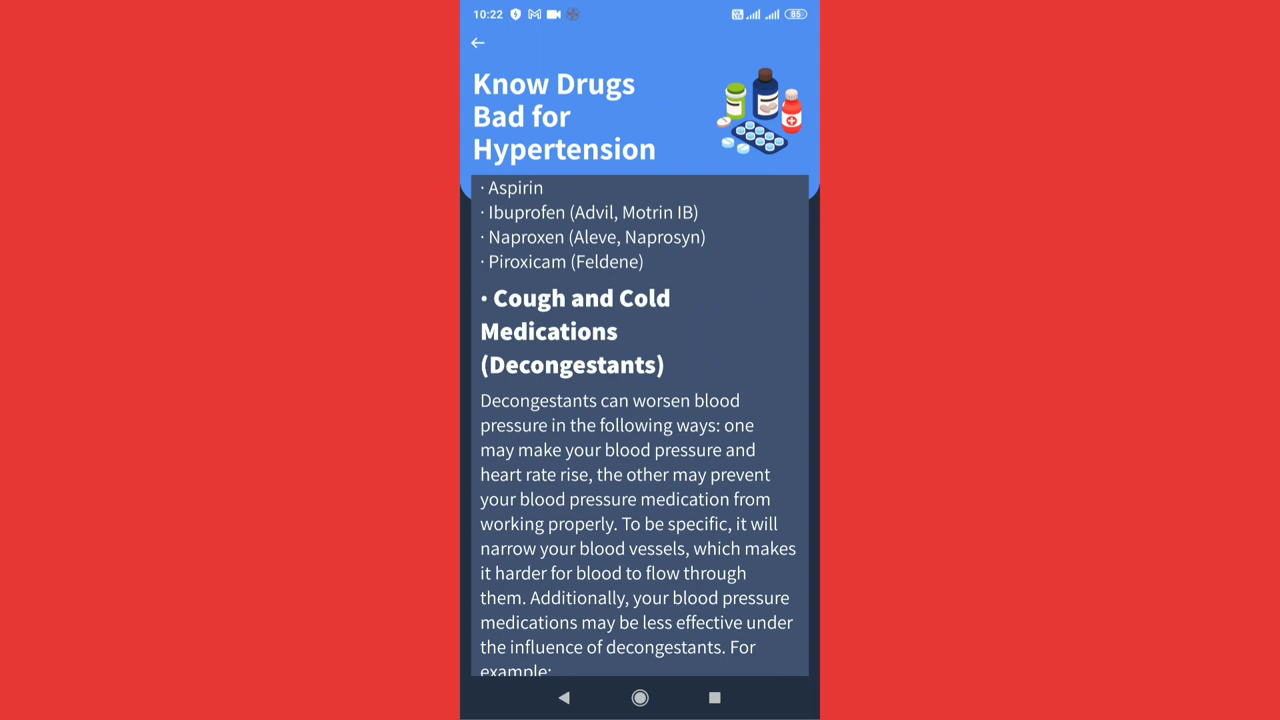 10:22
85
Know Drugs
Bad for
Hypertension
· Aspirin
· Ibuprofen (Advil, Motrin IB)
· Naproxen (Aleve, Naprosyn)
· Piroxicam (Feldene)
· Cough and Cold
Medications
(Decongestants)
Decongestants can worsen blood
pressure in the following ways: one
may make your blood pressure and
heart rate rise, the other may prevent
your blood pressure medication from
working properly. To be specific, it will
narrow your blood vessels, which makes
it harder for blood to flow through
them. Additionally, your blood pressure
medications may be less effective under
the influence of decongestants. For
example: